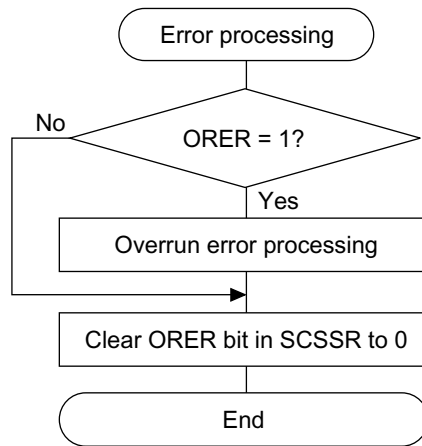 Error processing
No
ORER = 1?
Yes
Overrun error processing
Clear ORER bit in SCSSR to 0
End